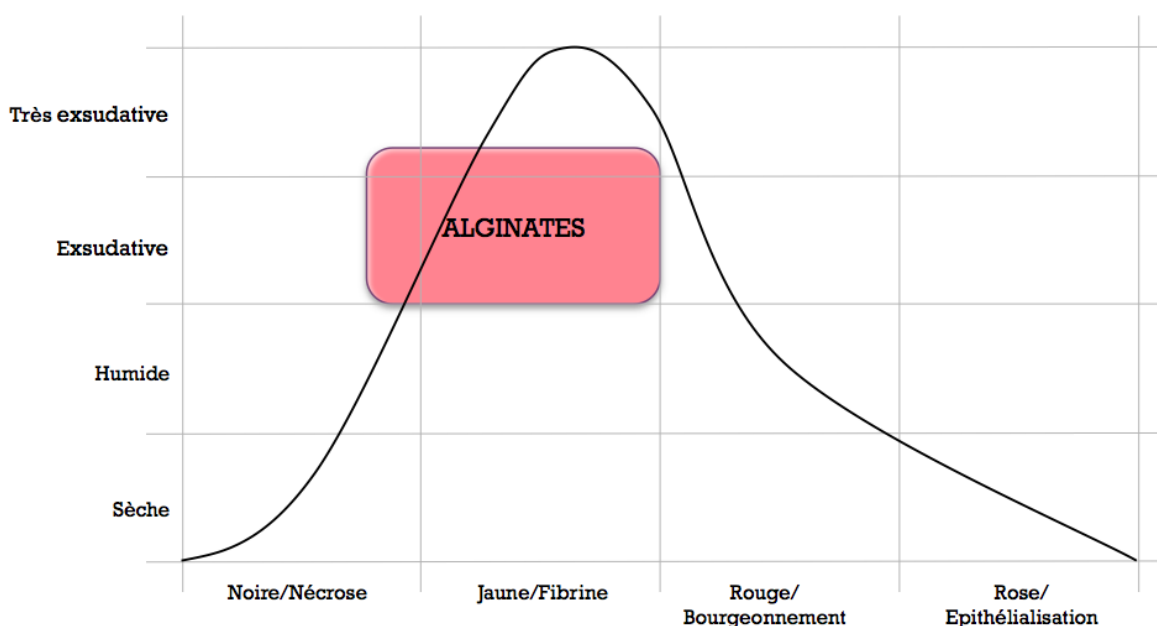 Très exsudative
ALGINATES
Exsudative
Humide
Sèche
Noire/Nécrose
Jaune/Fibrine
Rouge/
Bourgeonnement
Rose/
Epithélialisation